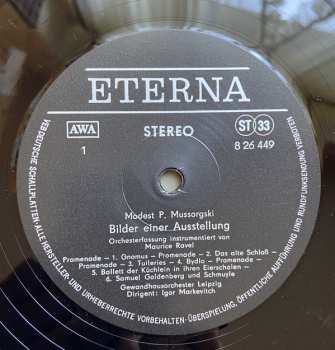 ETERNA
AWA
STEREO
ST 33
1
8 26 449
Modest P. Mussorgski
Bilder einer Ausstellung
Orchesterfassung instrumentiert von
Maurice Ravel
Promenade – 1. Gnomus – Promenade – 2. Das alte Schloß –
Promenade – 3. Tuileries – 4. Bydlo – Promenade –
5. Ballett der Küchlein in ihren Eierschalen –
6. Samuel Goldenberg und Schmuyle
Gewandhausorchester Leipzig
Dirigent: Igor Markevitch
VEB DEUTSCHE SCHALLPLATTEN · ALLE HERSTELLER- UND URHEBERRECHTE VORBEHALTEN · ÜBERSPIELUNG, ÖFFENTLICHE AUFFÜHRUNG UND RUNDFUNKSENDUNG VERBOTEN